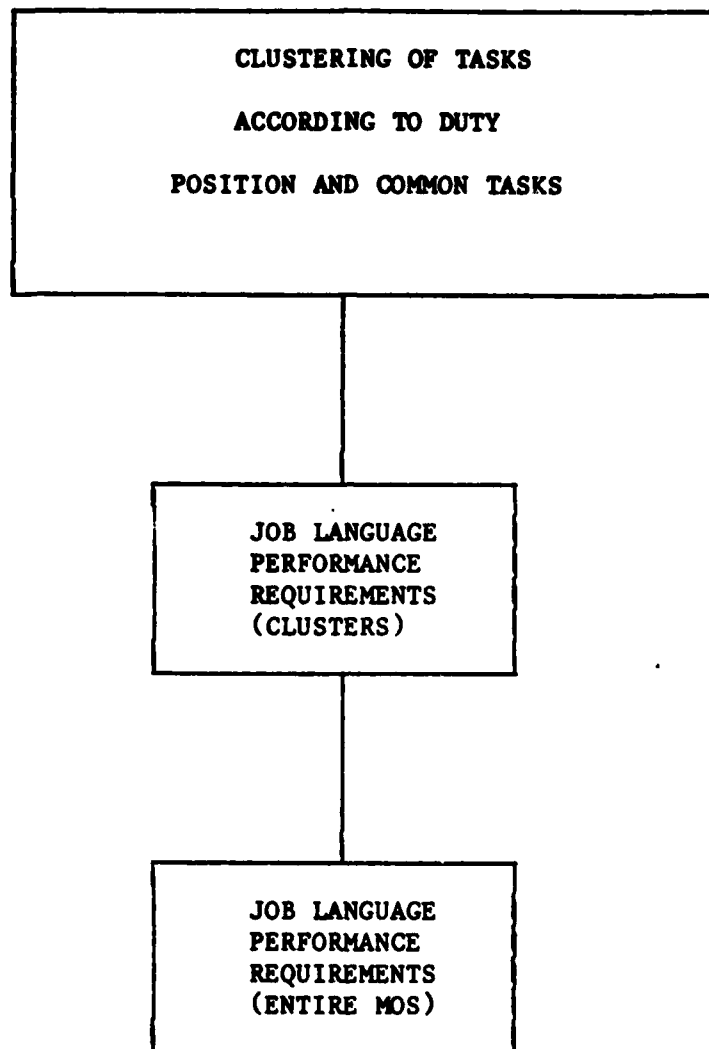 CLUSTERING OF TASKS
ACCORDING TO DUTY
POSITION AND COMMON TASKS
JOB LANGUAGE
PERFORMANCE
REQUIREMENTS
(CLUSTERS)
JOB LANGUAGE
PERFORMANCE
REQUIREMENTS
(ENTIRE MOS)